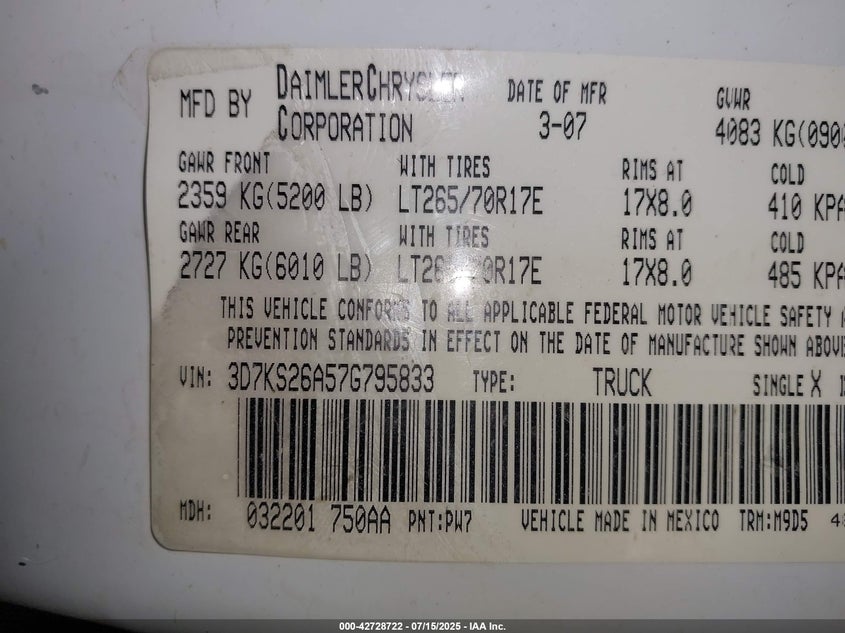 MFD BY DAIMLERCHRYSLER CORPORATION DATE OF MFR 3-07 GVWR 4083 KG(090
GAWR FRONT WITH TIRES RIMS AT COLD
2359 KG(5200 LB) LT265/70R17E 17X8.0 410 KPA
GAWR REAR WITH TIRES RIMS AT COLD
2727 KG(6010 LB) LT265/70R17E 17X8.0 485 KPA
THIS VEHICLE CONFORMS TO ALL APPLICABLE FEDERAL MOTOR VEHICLE SAFETY A
PREVENTION STANDARDS IN EFFECT ON THE DATE OF MANUFACTURE SHOWN ABOVE
VIN: 3D7KS26A57G795833 TYPE: TRUCK SINGLE X
MDH: 032201 750AA PNT:PW7 VEHICLE MADE IN MEXICO TRM:M9D5 
000-42728722 - 07/15/2025 - IAA Inc.